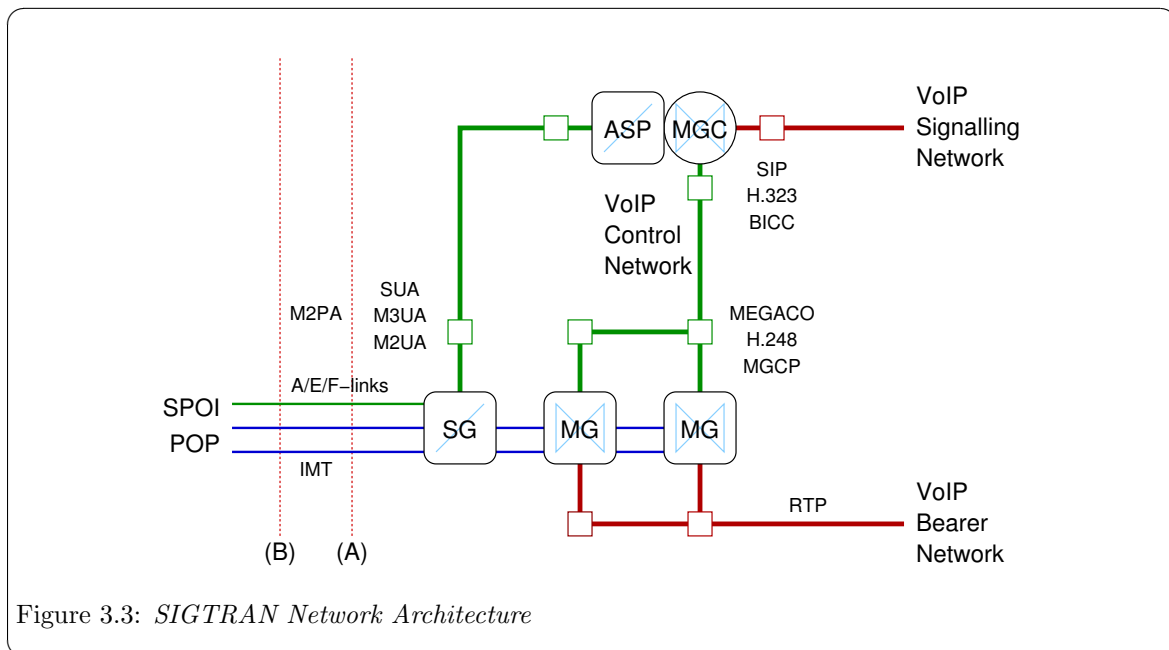 ASP
MGC
VoIP
Signalling
Network
SIP
H.323
BICC
VoIP
Control
Network
SUA
M3UA
M2UA
M2PA
MEGACO
H.248
MGCP
A/E/F−links
SPOI
POP
SG
MG
MG
IMT
RTP
VoIP
Bearer
Network
(B)
(A)
Figure 3.3: SIGTRAN Network Architecture